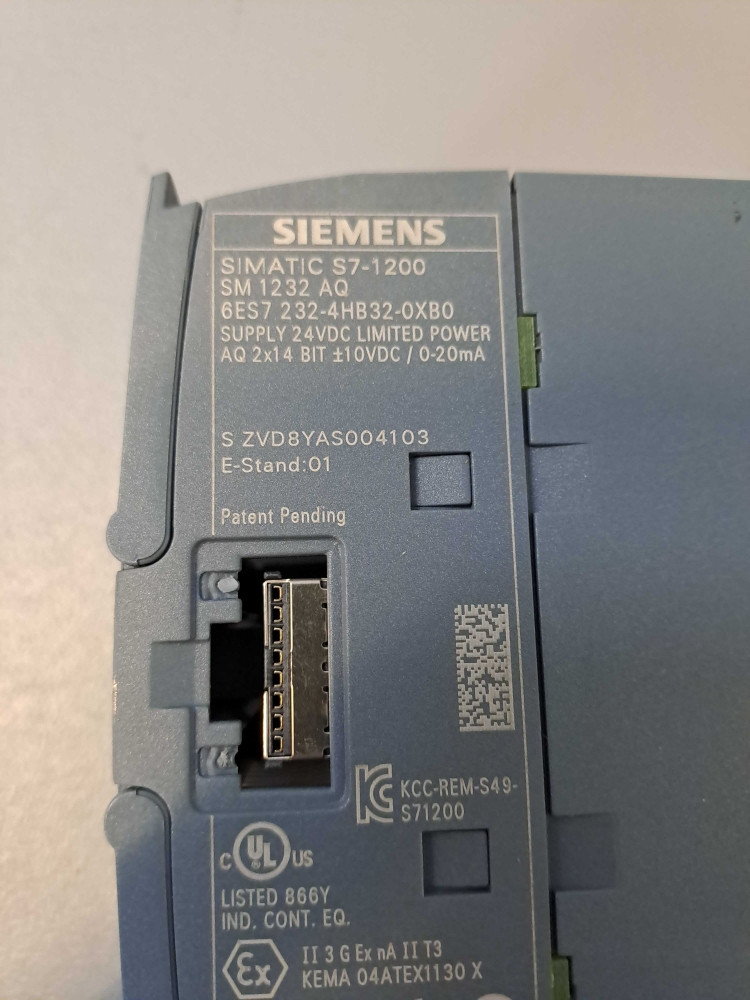 SIEMENS
SIMATIC S7-1200
SM 1232 AQ
6ES7 232-4HB32-0XB0
SUPPLY 24VDC LIMITED POWER
AQ 2x14 BIT ±10VDC / 0-20mA
S ZVD8YAS004103
E-Stand:01
Patent Pending
KCC-REM-S49-
S71200
C UL US
LISTED 866Y
IND. CONT. EQ.
Ex II 3 G Ex nA II T3
KEMA 04ATEX1130 X